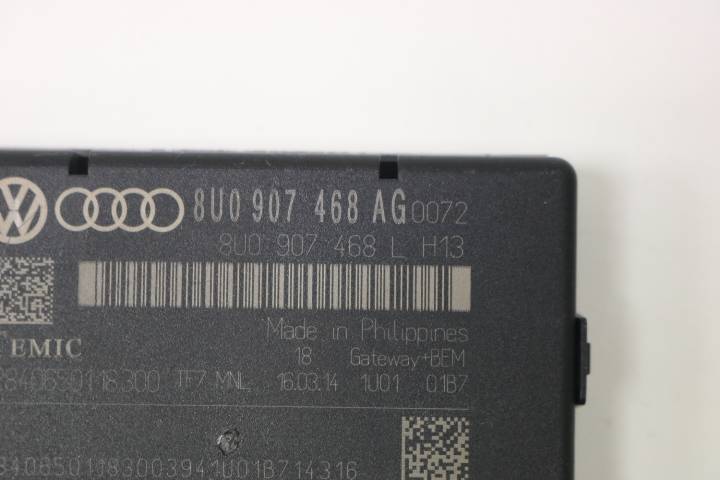 8U0 907 468 AG 0072
8U0 907 468 L H13
Made in Philippines
18 Gateway+BEM
TEMIC
TF7 MNL 16.03.14 1U01 01B7